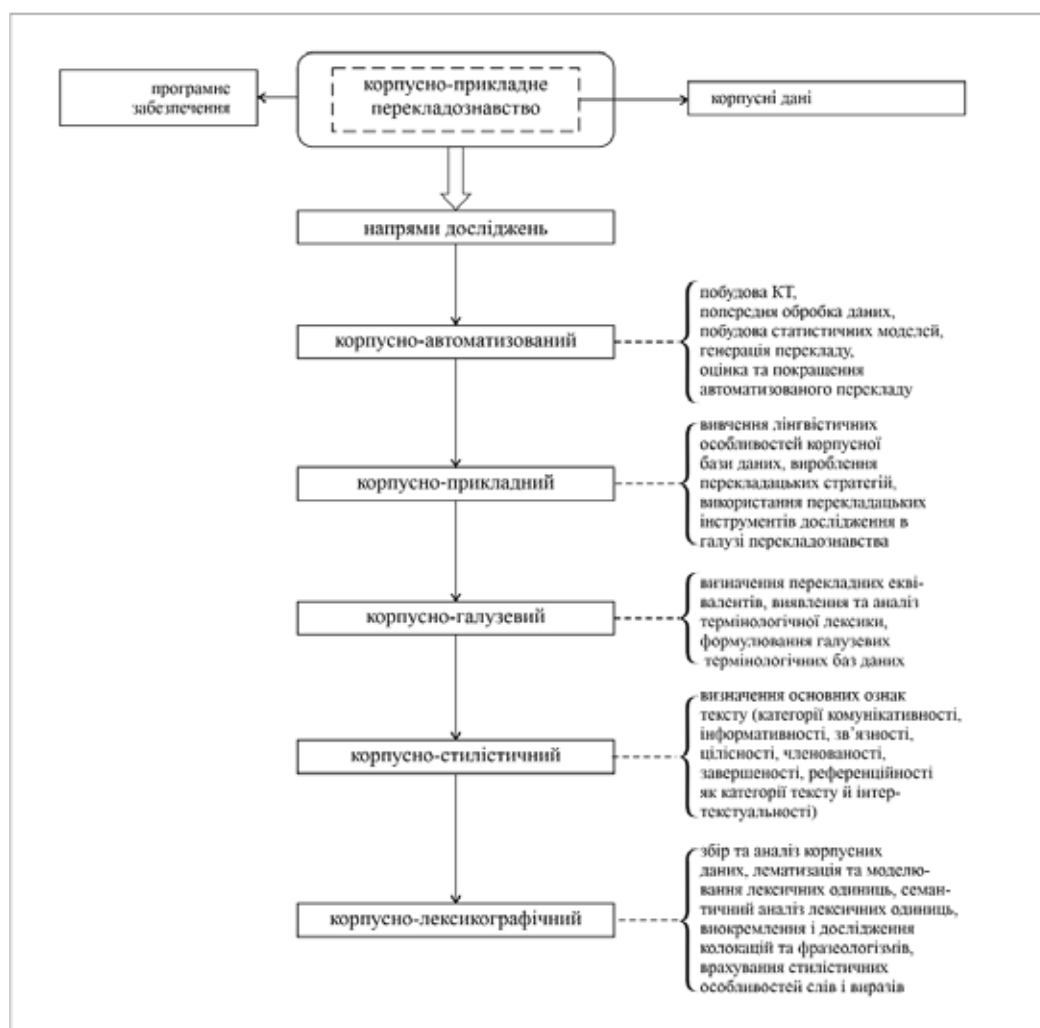 програмне
забезпечення
корпусно-прикладне
перекладознавство
корпусні дані
напрями досліджень
корпусно-автоматизований
побудова КТ,
попередня обробка даних,
побудова статистичних моделей,
генерація перекладу,
оцінка та покращення
автоматизованого перекладу
корпусно-прикладний
вивчення лінгвістичних
особливостей корпусної
бази даних, вироблення
перекладацьких стратегій,
використання перекладацьких
інструментів дослідження в
галузі перекладознавства
корпусно-галузевий
визначення перекладних екві-
валентів, виявлення та аналіз
термінологічної лексики,
формулювання галузевих
термінологічних баз даних
корпусно-стилістичний
визначення основних ознак
тексту (категорії комунікативності,
інформативності, зв’язності,
цілісності, членованості,
завершеності, референційності
як категорії тексту й інтер-
текстуальності)
корпусно-лексикографічний
збір та аналіз корпусних
даних, лематизація та моделю-
вання лексичних одиниць, семан-
тичний аналіз лексичних одиниць,
виокремлення і дослідження
колокацій та фразеологізмів,
врахування стилістичних
особливостей слів і виразів